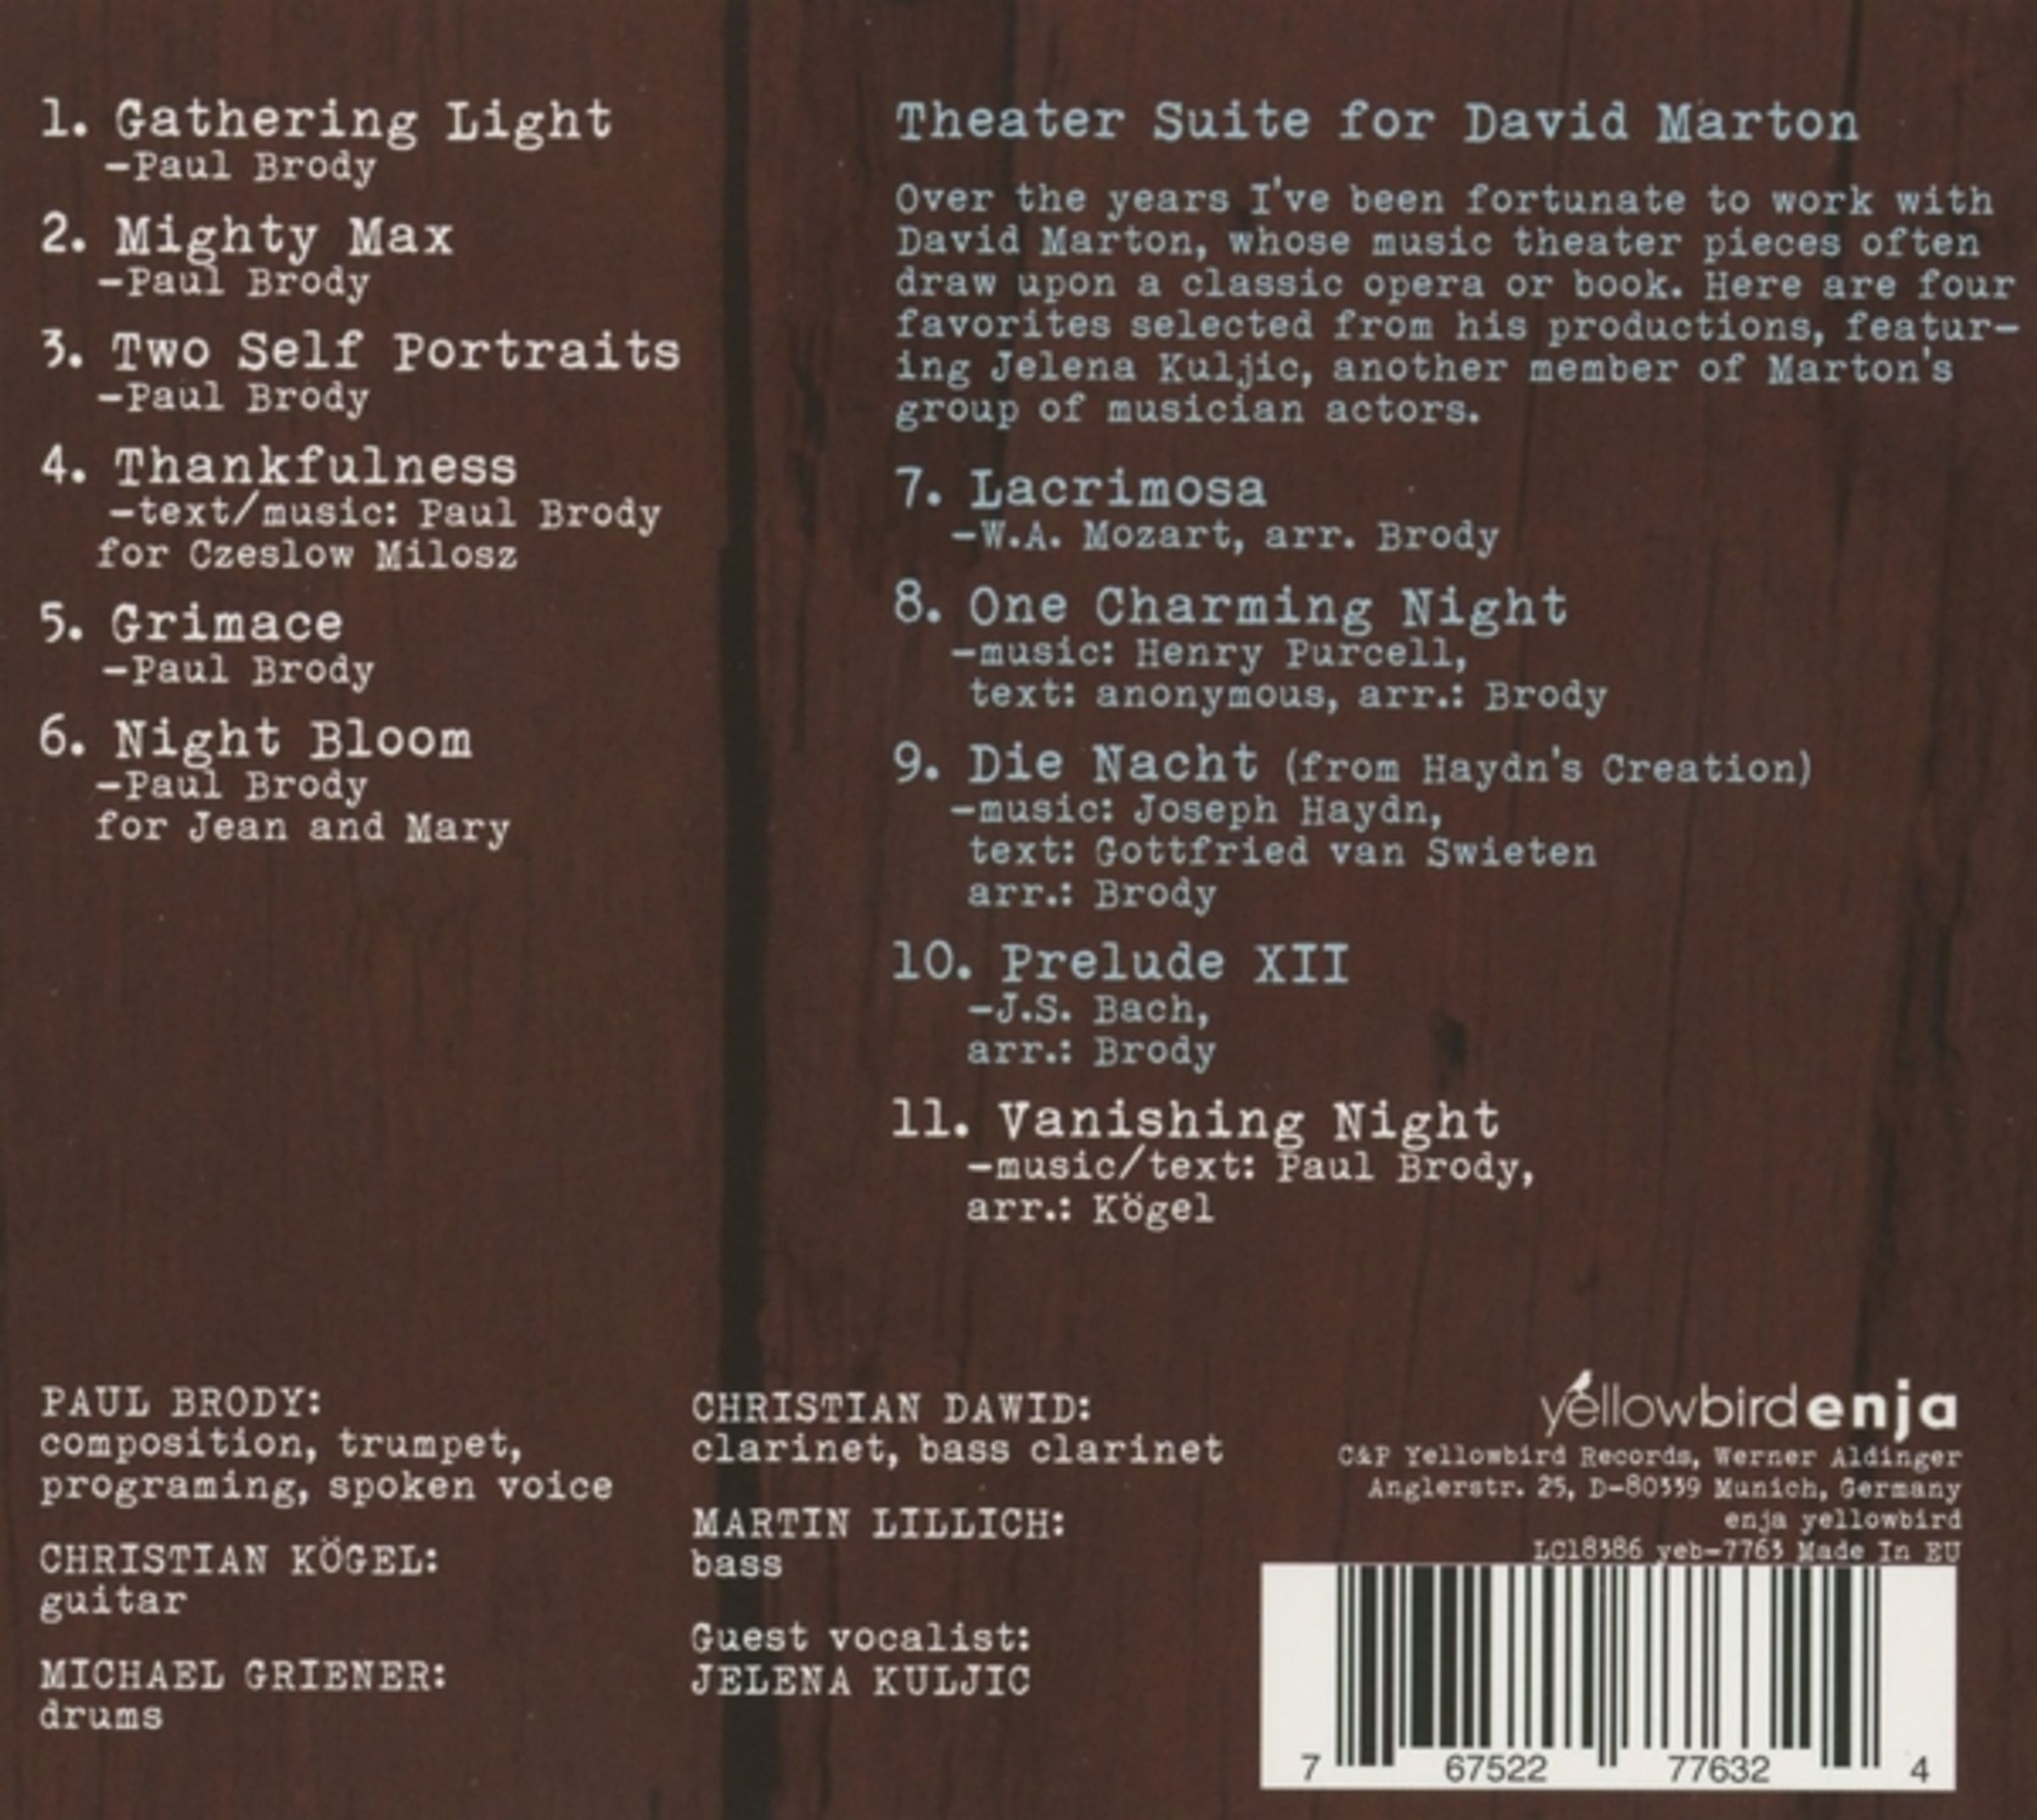 1. Gathering Light
-Paul Brody
2. Mighty Max
-Paul Brody
3. Two Self Portraits
-Paul Brody
4. Thankfulness
-text/music: Paul Brody
for Czeslow Milosz
5. Grimace
-Paul Brody
6. Night Bloom
-Paul Brody
for Jean and Mary
Theater Suite for David Marton
Over the years I've been fortunate to work with
David Marton, whose music theater pieces often
draw upon a classic opera or book. Here are four
favorites selected from his productions, featur-
ing Jelena Kuljic, another member of Marton's
group of musician actors.
7. Lacrimosa
-W.A. Mozart, arr. Brody
8. One Charming Night
-music: Henry Purcell,
text: anonymous, arr.: Brody
9. Die Nacht (from Haydn's Creation)
-music: Joseph Haydn,
text: Gottfried van Swieten
arr.: Brody
10. Prelude XII
-J.S. Bach,
arr.: Brody
11. Vanishing Night
-music/text: Paul Brody,
arr.: Kögel
PAUL BRODY:
composition, trumpet,
programing, spoken voice
CHRISTIAN KÖGEL:
guitar
MICHAEL GRIENER:
drums
CHRISTIAN DAWID:
clarinet, bass clarinet
MARTIN LILLICH:
bass
Guest vocalist:
JELENA KULJIC
yellowbirdenja
C&P Yellowbird Records, Werner Aldinger
Anglerstr. 25, D-80339 Munich, Germany
enja yellowbird
LC18386 yeb-7763 Made In EU
7 67522 77632 4